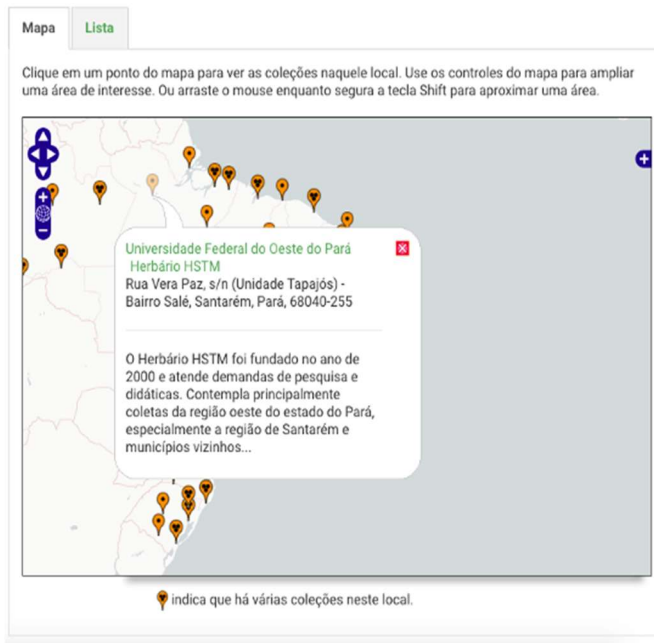 Mapa
Lista
Clique em um ponto do mapa para ver as coleções naquele local. Use os controles do mapa para ampliar
uma área de interesse. Ou arraste o mouse enquanto segura a tecla Shift para aproximar uma área.
Universidade Federal do Oeste do Pará
Herbário HSTM
Rua Vera Paz, s/n (Unidade Tapajós) -
Bairro Salé, Santarém, Pará, 68040-255
O Herbário HSTM foi fundado no ano de
2000 e atende demandas de pesquisa e
didáticas. Contempla principalmente
coletas da região oeste do estado do Pará,
especialmente a região de Santarém e
municípios vizinhos...
indica que há várias coleções neste local.